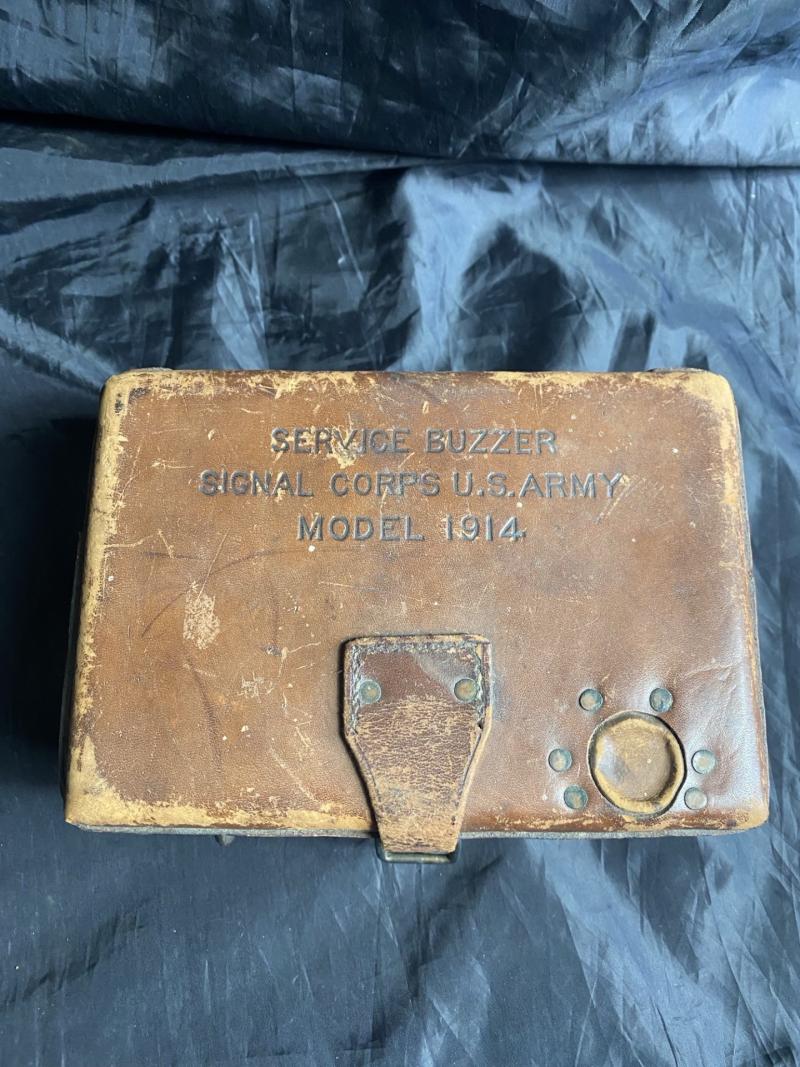 SERVICE BUZZER
SIGNAL CORPS U.S. ARMY
MODEL 1914